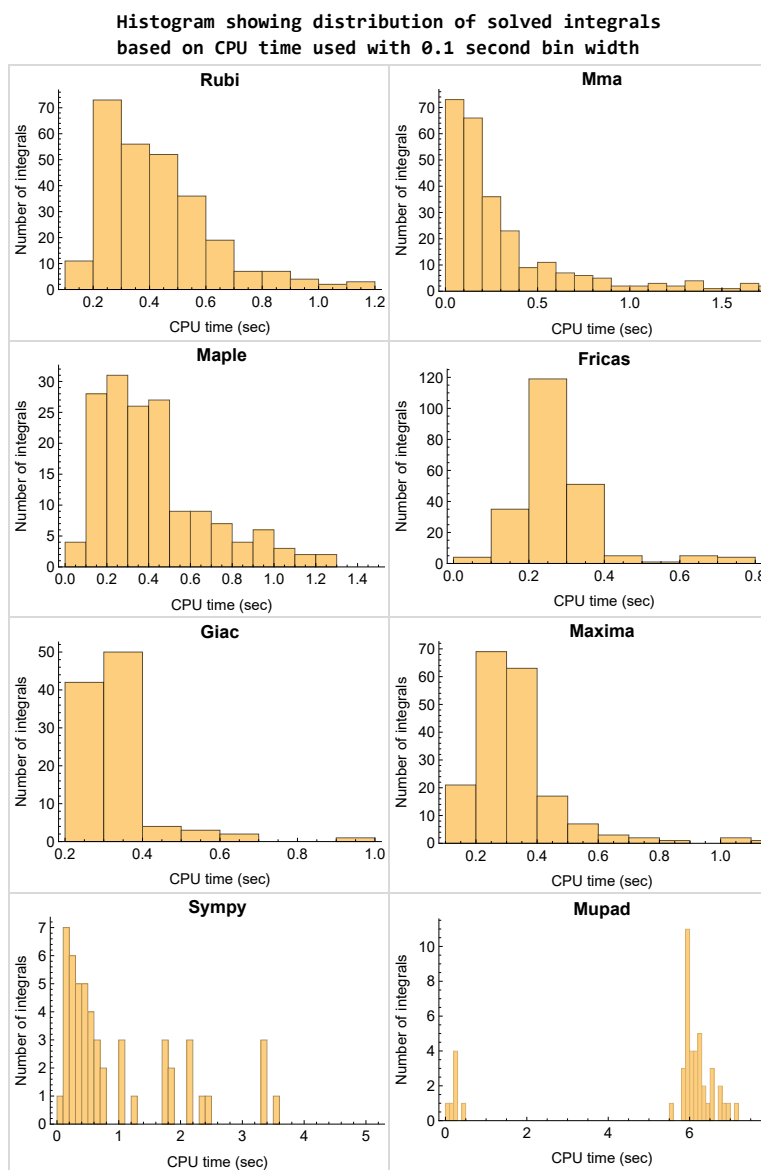 Histogram showing distribution of solved integrals
based on CPU time used with 0.1 second bin width
Rubi
Number of integrals
70
60
50
40
30
20
10
0
0.2 0.4 0.6 0.8 1.0 1.2
CPU time (sec)
Mma
Number of integrals
70
60
50
40
30
20
10
0
0.0 0.5 1.0 1.5
CPU time (sec)
Maple
Number of integrals
30
25
20
15
10
5
0
0.0 0.2 0.4 0.6 0.8 1.0 1.2 1.4
CPU time (sec)
Fricas
Number of integrals
120
100
80
60
40
20
0
0.0 0.2 0.4 0.6 0.8
CPU time (sec)
Giac
Number of integrals
50
40
30
20
10
0
0.2 0.4 0.6 0.8 1.0
CPU time (sec)
Maxima
Number of integrals
70
60
50
40
30
20
10
0
0.2 0.4 0.6 0.8 1.0
CPU time (sec)
Sympy
Number of integrals
7
6
5
4
3
2
1
0
0 1 2 3 4 5
CPU time (sec)
Mupad
Number of integrals
10
8
6
4
2
0
0 2 4 6
CPU time (sec)